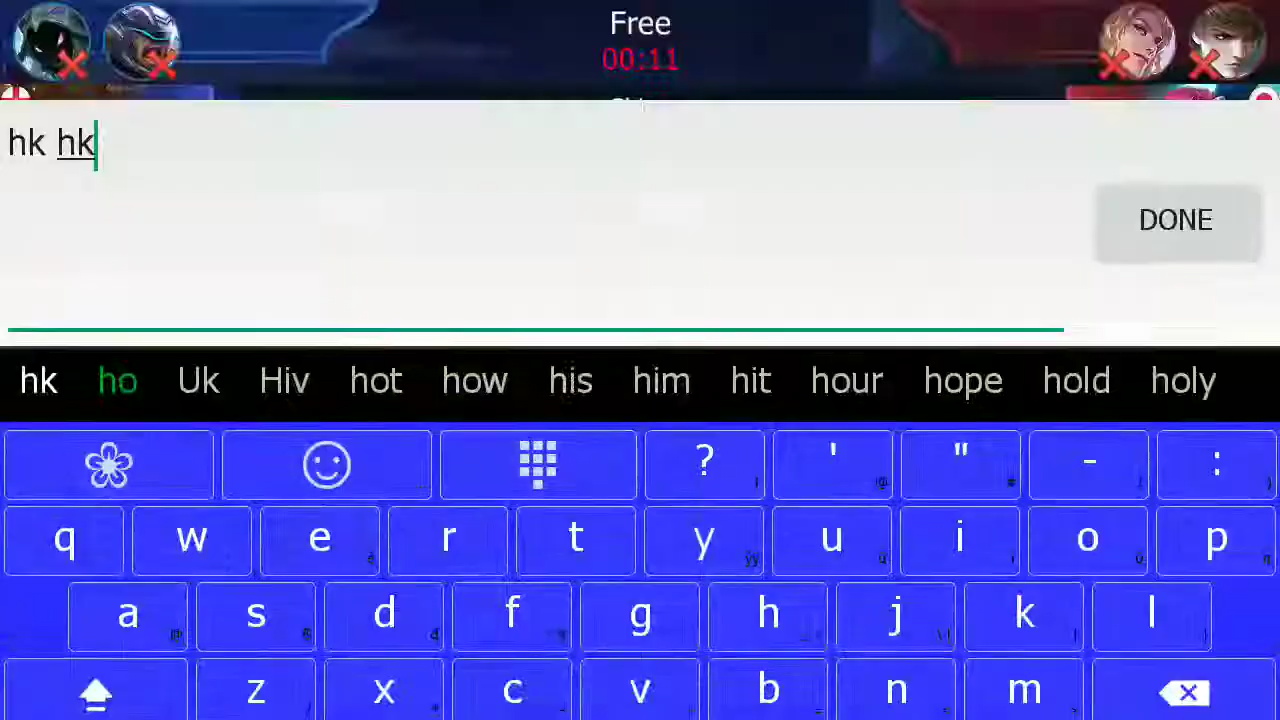 Free
00:11
hk hk
DONE
hk ho Uk Hiv hot how his him hit hour hope hold holy
? ' " - :
q w e r t y u i o p
a s d f g h j k l
z x c v b n m